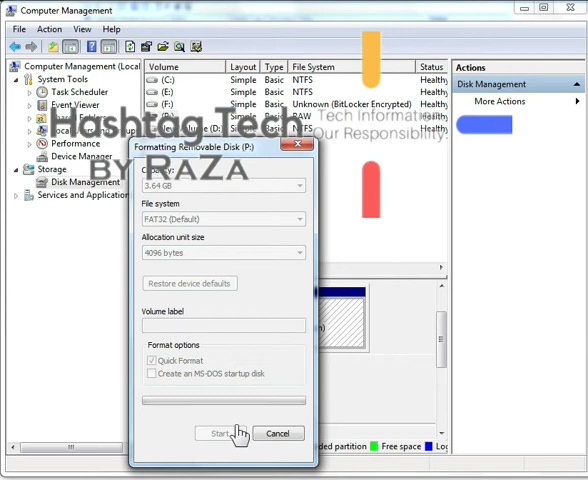 Computer Management
File Action View Help
Computer Management (Local
System Tools
Task Scheduler
Event Viewer
Performance
Device Manager
Storage
Disk Management
Services and Application
Volume Layout Type File System Status
(C:) Simple Basic NTFS Healthy
(E:) Simple Basic NTFS Healthy
(F:) Simple Basic Unknown (BitLocker Encrypted) Healthy
Simple Basic RAW Healthy
Simple Basic NTFS Healthy
Hashtag Tech
BY RAZA
Tech Information
Our Responsibility.
Actions
Disk Management
More Actions
Formatting Removable Disk (P:)
Capacity:
3.64 GB
File system
FAT32 (Default)
Allocation unit size
4096 bytes
Restore device defaults
Volume label
Format options
Quick Format
Create an MS-DOS startup disk
Start
Cancel
partition Free space